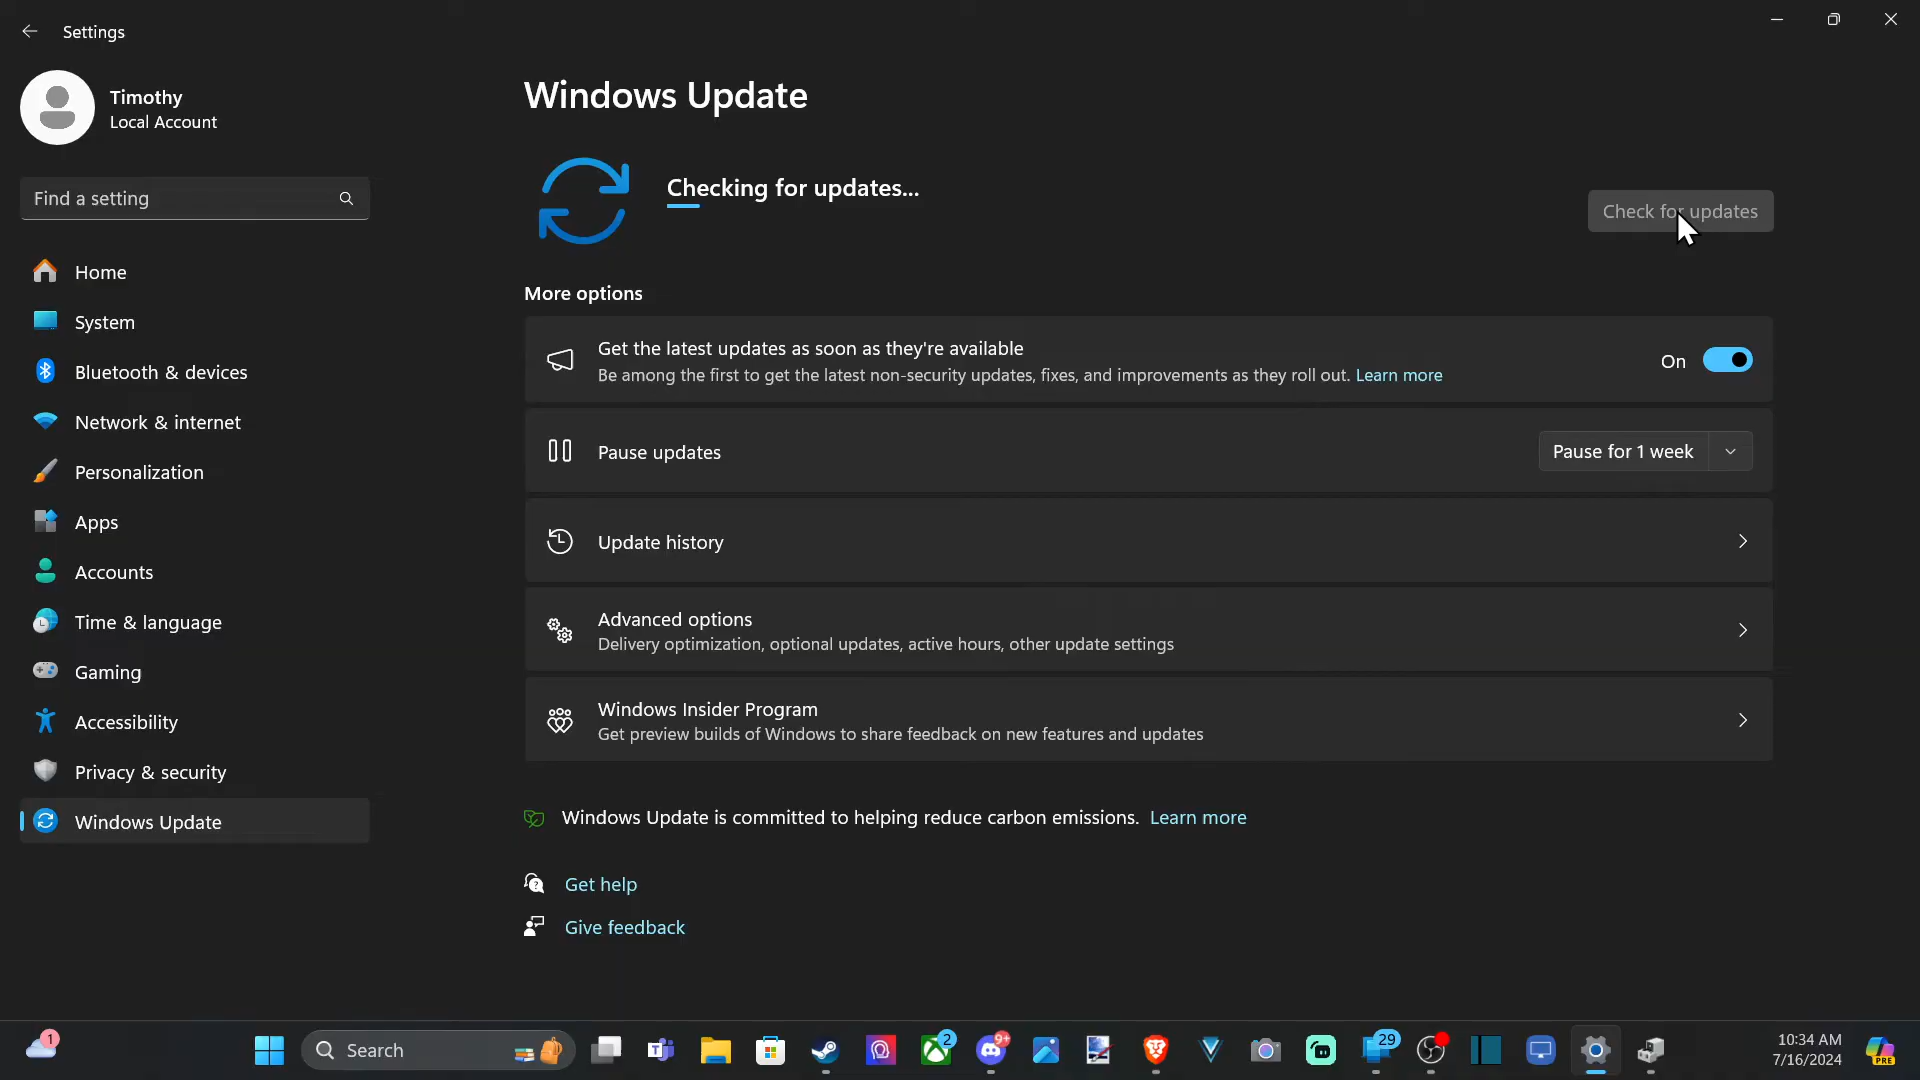 Settings
Timothy
Local Account
Find a setting
Home
System
Bluetooth & devices
Network & internet
Personalization
Apps
Accounts
Time & language
Gaming
Accessibility
Privacy & security
Windows Update
Windows Update
Checking for updates...
Check for updates
More options
Get the latest updates as soon as they're available
Be among the first to get the latest non-security updates, fixes, and improvements as they roll out. Learn more
On
Pause updates
Pause for 1 week
Update history
Advanced options
Delivery optimization, optional updates, active hours, other update settings
Windows Insider Program
Get preview builds of Windows to share feedback on new features and updates
Windows Update is committed to helping reduce carbon emissions. Learn more
Get help
Give feedback
1
Search
2
9+
29
10:34 AM
7/16/2024
PRE